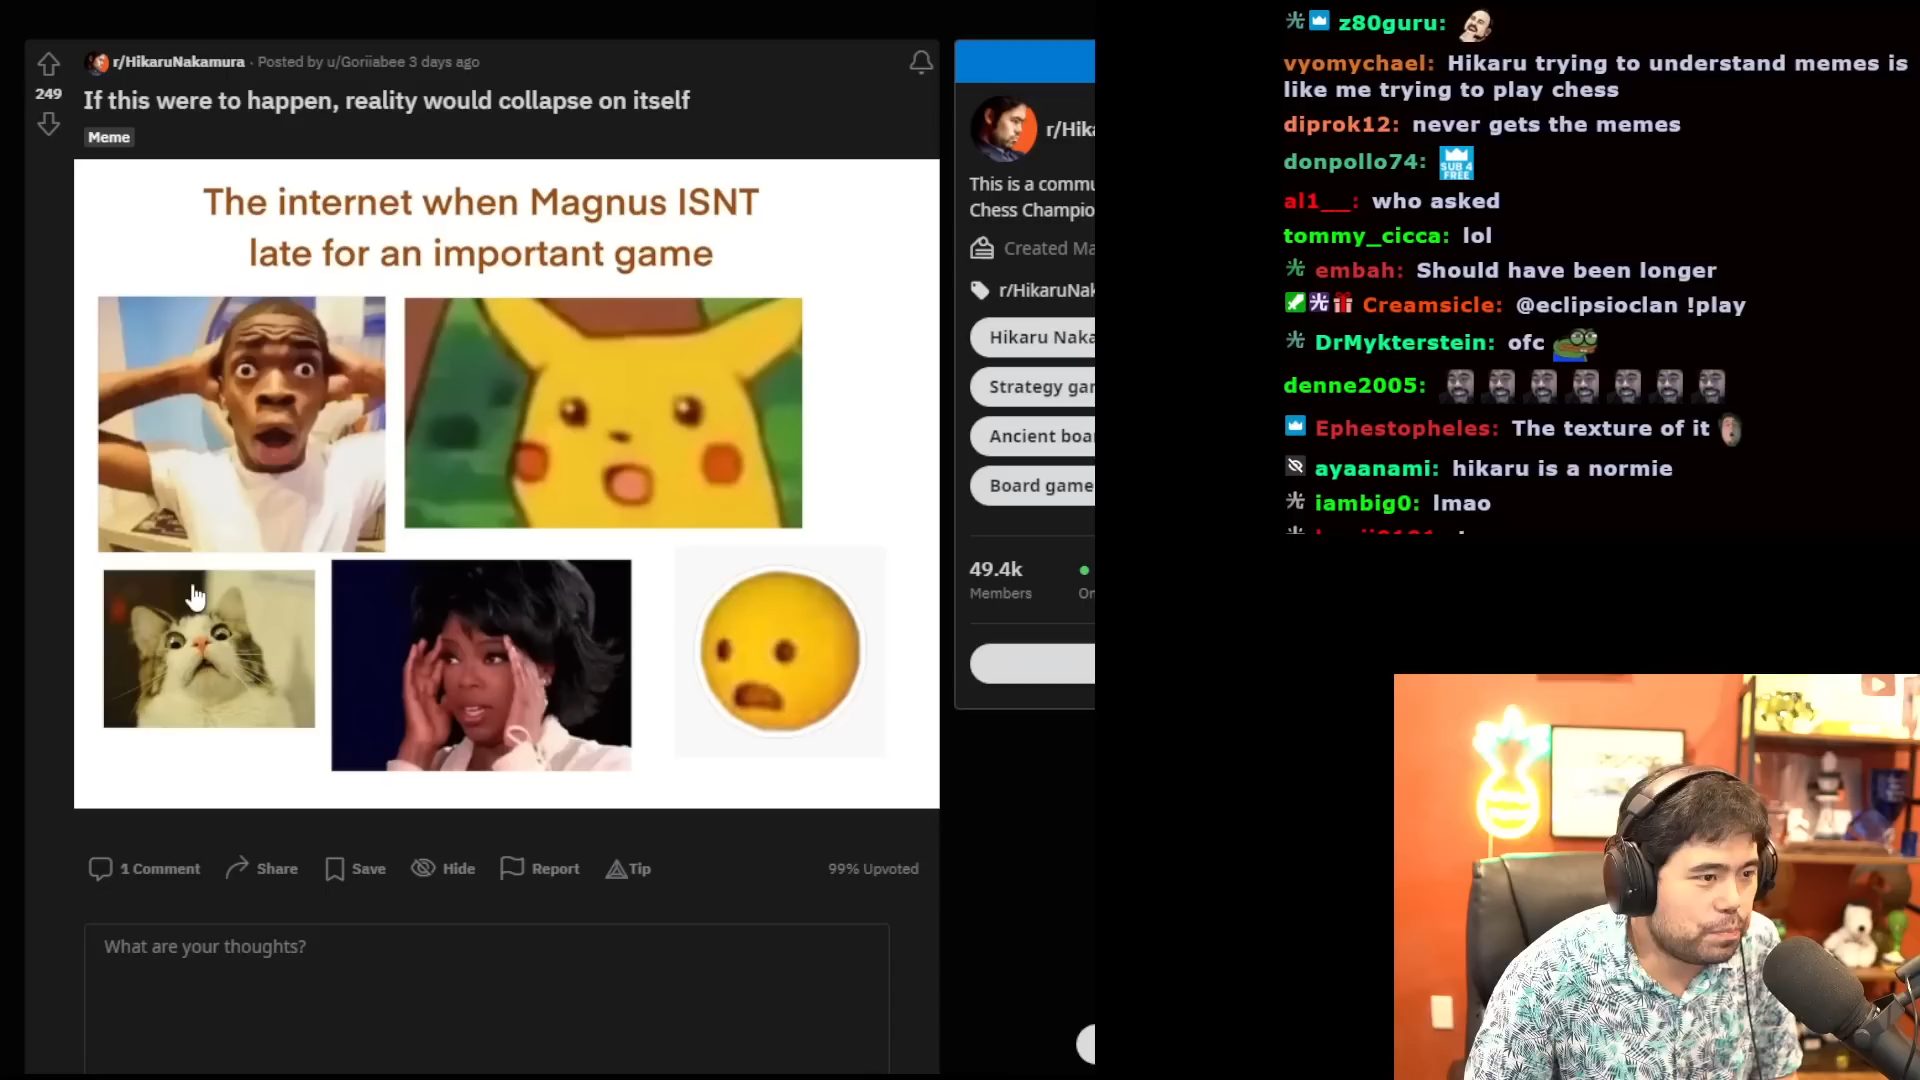 r/HikaruNakamura · Posted by u/Goriiabee 3 days ago
249
If this were to happen, reality would collapse on itself
Meme
The internet when Magnus ISNT
late for an important game
1 Comment
Share
Save
Hide
Report
Tip
99% Upvoted
What are your thoughts?
r/Hik
This is a commu
Chess Champio
Created Ma
r/HikaruNak
Hikaru Naka
Strategy gar
Ancient boa
Board game
49.4k
Members
On
z80guru:
vyomychael: Hikaru trying to understand memes is
like me trying to play chess
diprok12: never gets the memes
donpollo74: SUB 4
FREE
al1__: who asked
tommy_cicca: lol
embah: Should have been longer
Creamsicle: @eclipsioclan !play
DrMykterstein: ofc
denne2005:
Ephestopheles: The texture of it
ayaanami: hikaru is a normie
iambig0: lmao